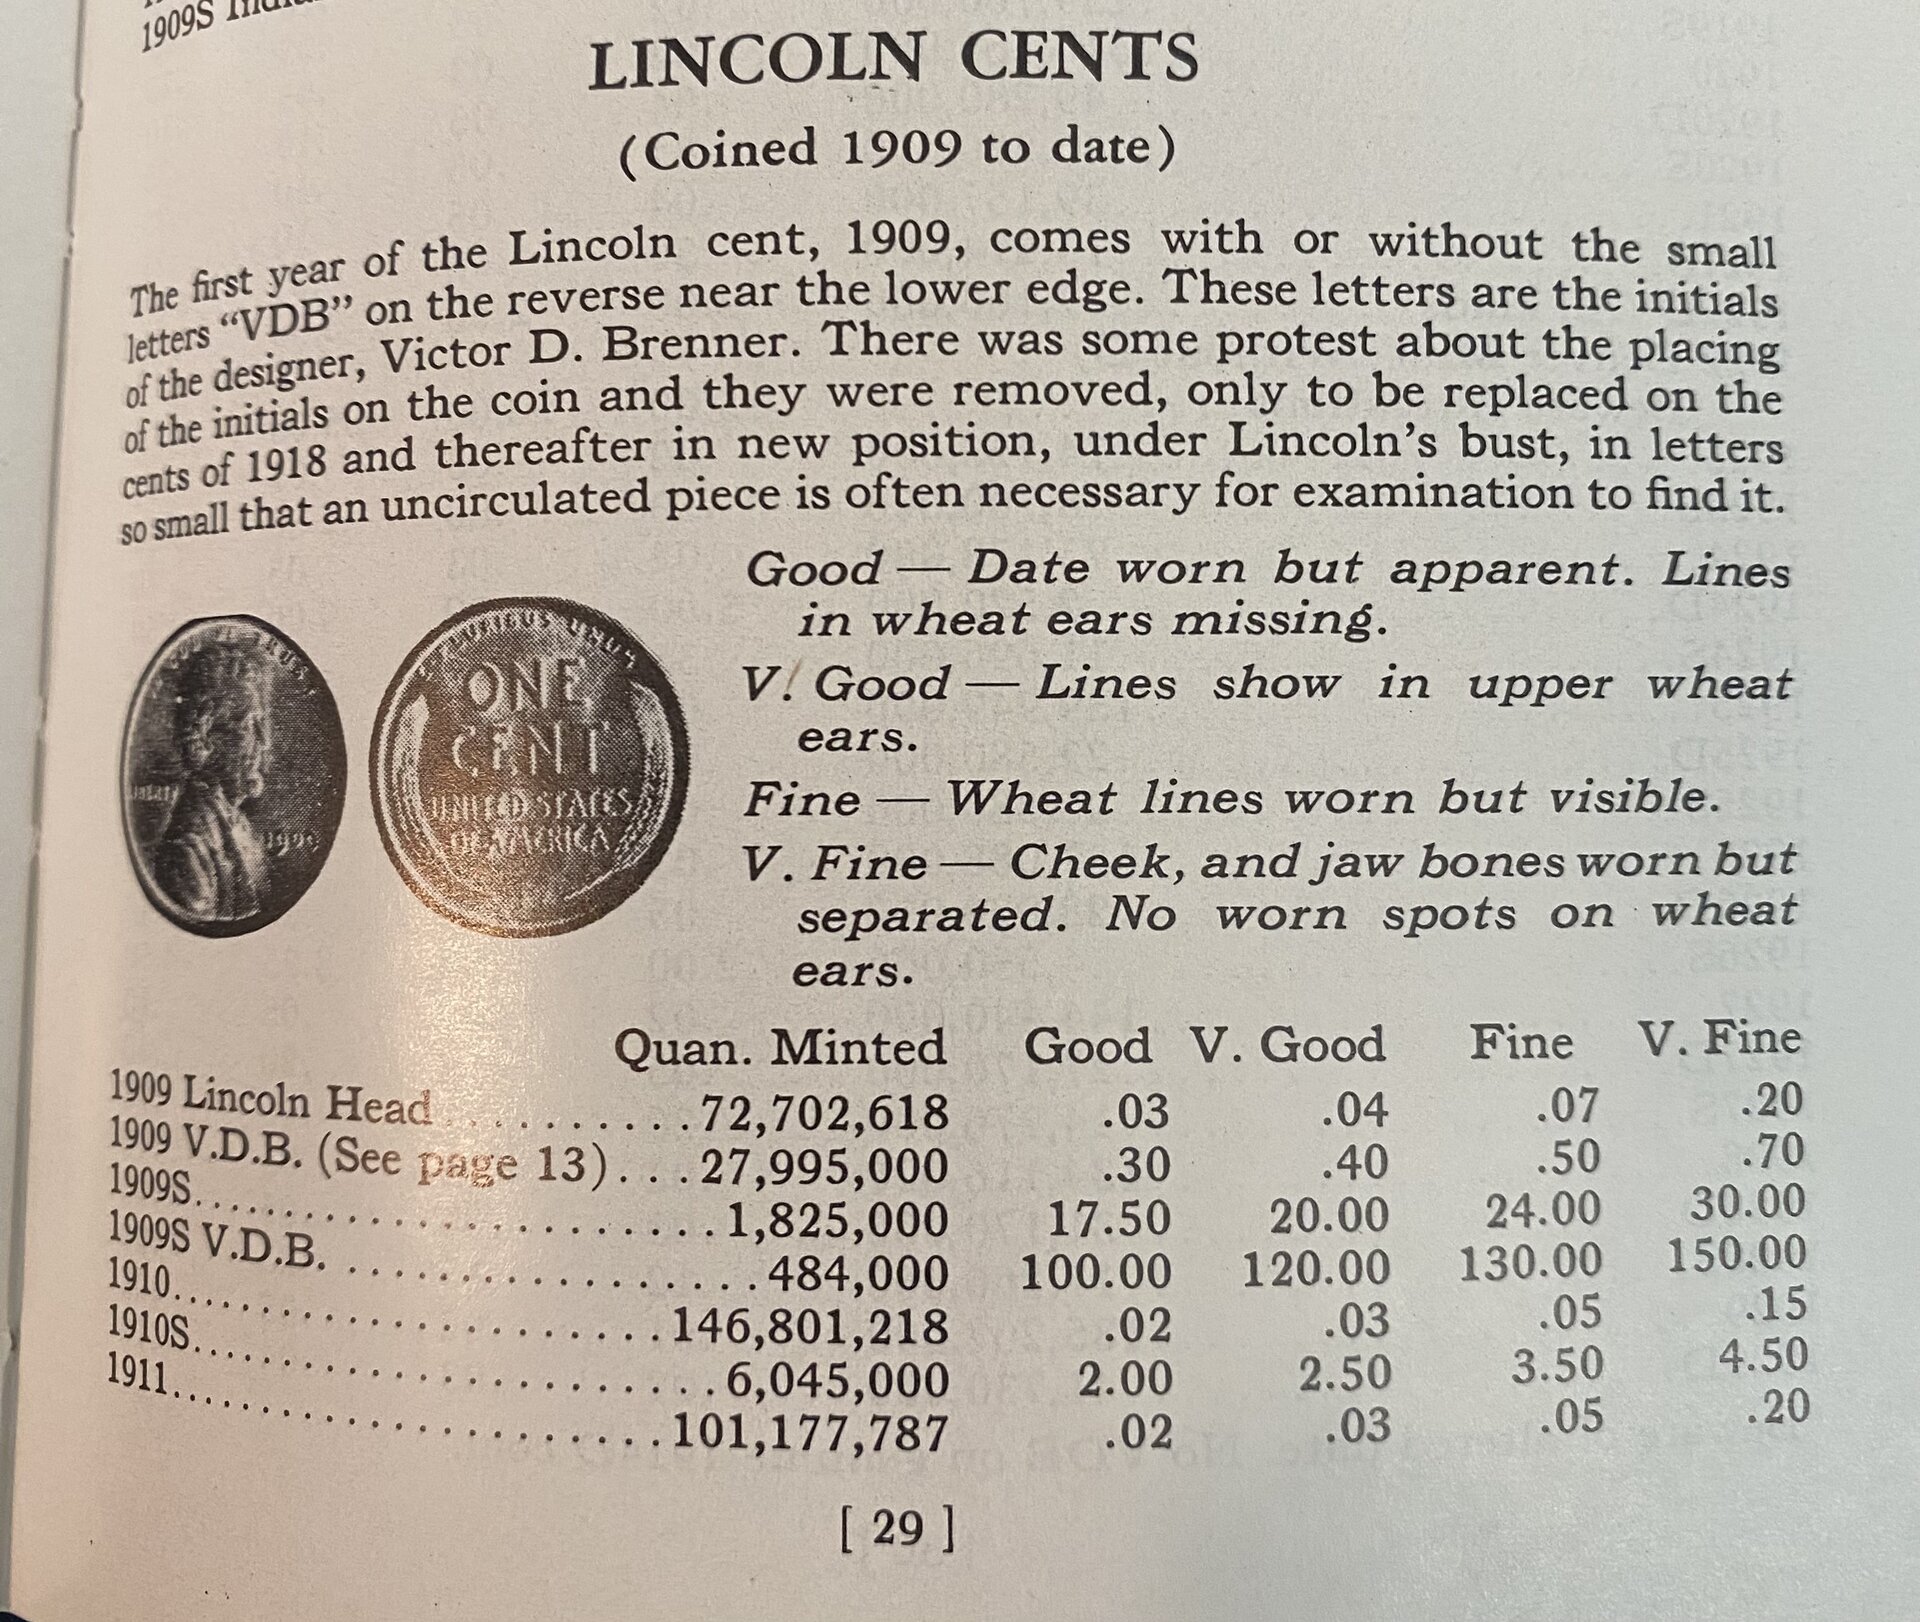 1909S
LINCOLN CENTS
(Coined 1909 to date)
The first year of the Lincoln cent, 1909, comes with or without the small
letters “VDB” on the reverse near the lower edge. These letters are the initials
of the designer, Victor D. Brenner. There was some protest about the placing
of the initials on the coin and they were removed, only to be replaced on the
cents of 1918 and thereafter in new position, under Lincoln’s bust, in letters
so small that an uncirculated piece is often necessary for examination to find it.
Good — Date worn but apparent. Lines
in wheat ears missing.
V. Good — Lines show in upper wheat
ears.
Fine — Wheat lines worn but visible.
V. Fine — Cheek, and jaw bones worn but
separated. No worn spots on wheat
ears.
TRUST
LIBERTY
1909
E PLURIBUS UNUM
ONE
CENT
UNITED STATES
OF AMERICA
Quan. Minted Good V. Good Fine V. Fine
1909 Lincoln Head..........72,702,618 .03 .04 .07 .20
1909 V.D.B. (See page 13)...27,995,000 .30 .40 .50 .70
1909S........................1,825,000 17.50 20.00 24.00 30.00
1909S V.D.B. ...................484,000 100.00 120.00 130.00 150.00
1910......................146,801,218 .02 .03 .05 .15
1910S........................6,045,000 2.00 2.50 3.50 4.50
1911......................101,177,787 .02 .03 .05 .20
[ 29 ]